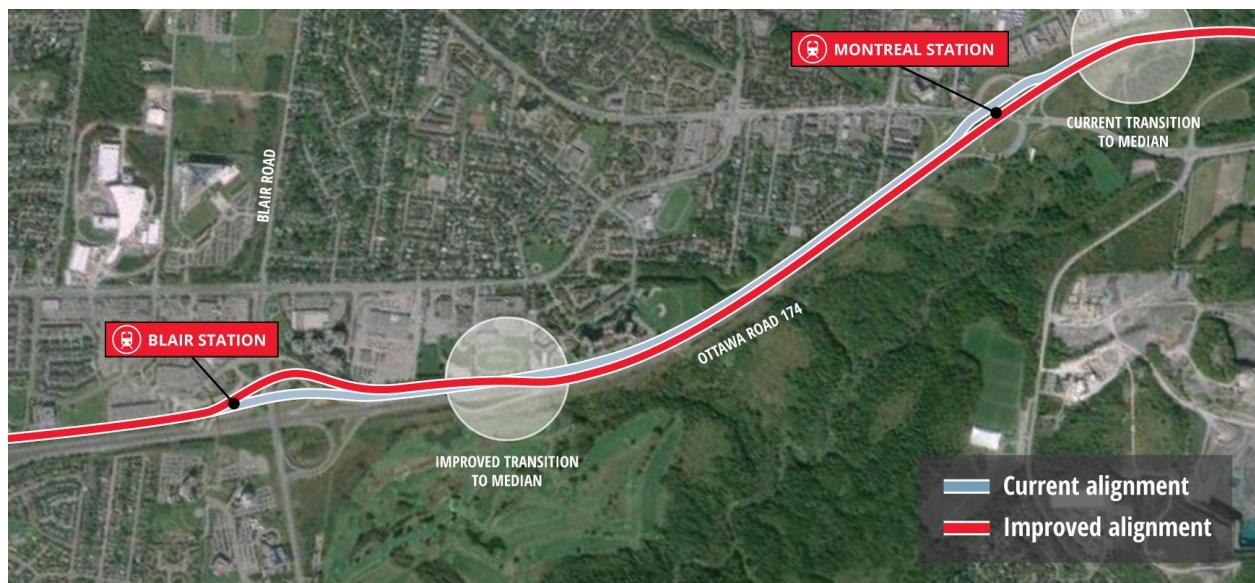 MONTREAL STATION
CURRENT TRANSITION
TO MEDIAN
BLAIR ROAD
BLAIR STATION
OTTAWA ROAD 174
IMPROVED TRANSITION
TO MEDIAN
Current alignment
Improved alignment